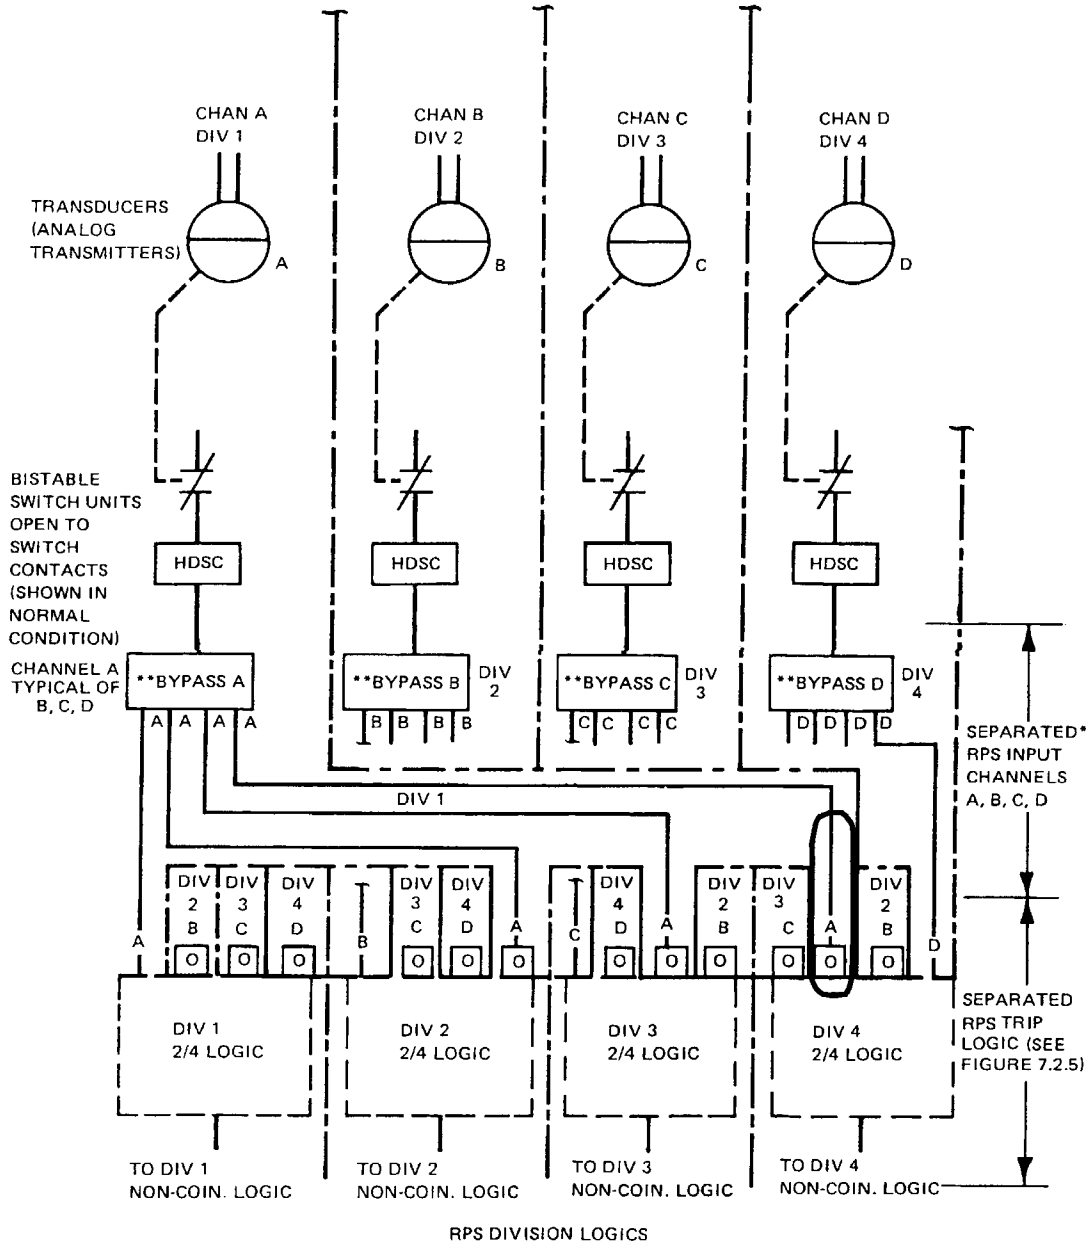 CHAN A
DIV 1
CHAN B
DIV 2
CHAN C
DIV 3
CHAN D
DIV 4
TRANSDUCERS
(ANALOG
TRANSMITTERS)
A
B
C
D
BISTABLE
SWITCH UNITS
OPEN TO
SWITCH
CONTACTS
(SHOWN IN
NORMAL
CONDITION)
HDSC
HDSC
HDSC
HDSC
CHANNEL A
TYPICAL OF
B, C, D
**BYPASS A
**BYPASS B
DIV
2
**BYPASS C
DIV
3
**BYPASS D
DIV
4
A A A A
B B B B
C C C C
D D D D
SEPARATED*
RPS INPUT
CHANNELS
A, B, C, D
DIV 1
A
DIV
2
B
O
DIV
3
C
O
DIV
4
D
O
B
DIV
3
C
O
DIV
4
D
O
A
O
C
DIV
4
D
O
A
O
DIV
2
B
O
DIV
3
C
O
A
O
DIV
2
B
O
D
DIV 1
2/4 LOGIC
DIV 2
2/4 LOGIC
DIV 3
2/4 LOGIC
DIV 4
2/4 LOGIC
SEPARATED
RPS TRIP
LOGIC (SEE
FIGURE 7.2.5)
TO DIV 1
NON-COIN. LOGIC
TO DIV 2
NON-COIN. LOGIC
TO DIV 3
NON-COIN. LOGIC
TO DIV 4
NON-COIN. LOGIC
RPS DIVISION LOGICS